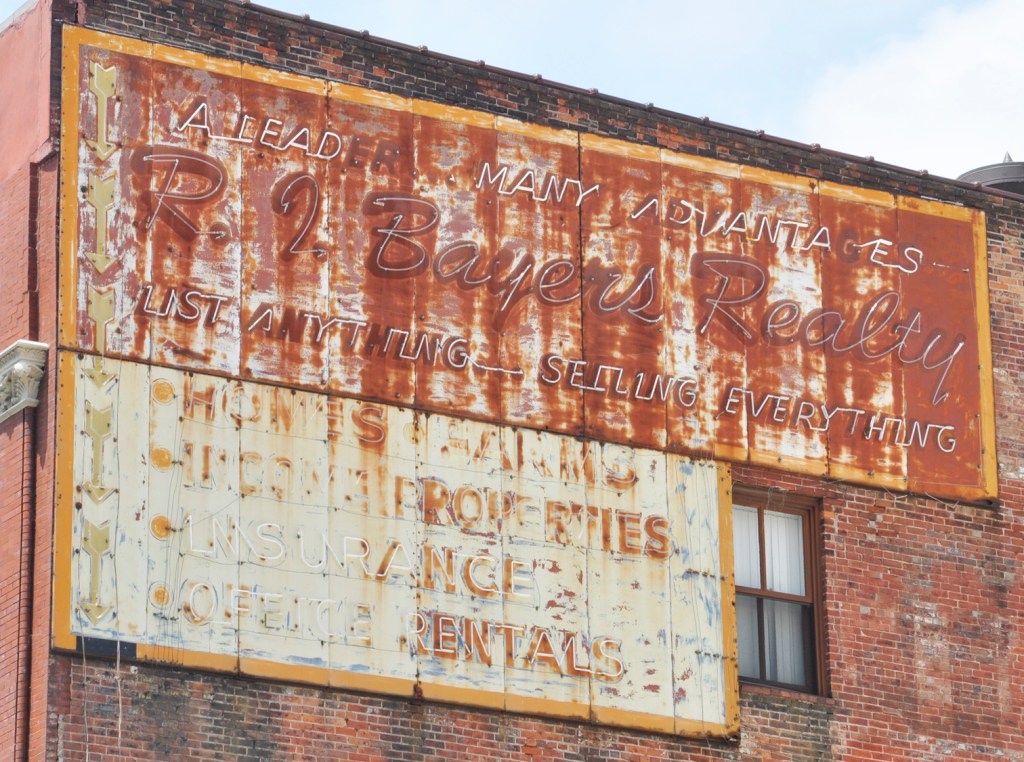 A LEADER... MANY ADVANTAGES
R. L. Bayers Realty
LIST ANYTHING - SELLING EVERYTHING
HOMES & FARMS
INCOME PROPERTIES
INSURANCE
OFFICE RENTALS